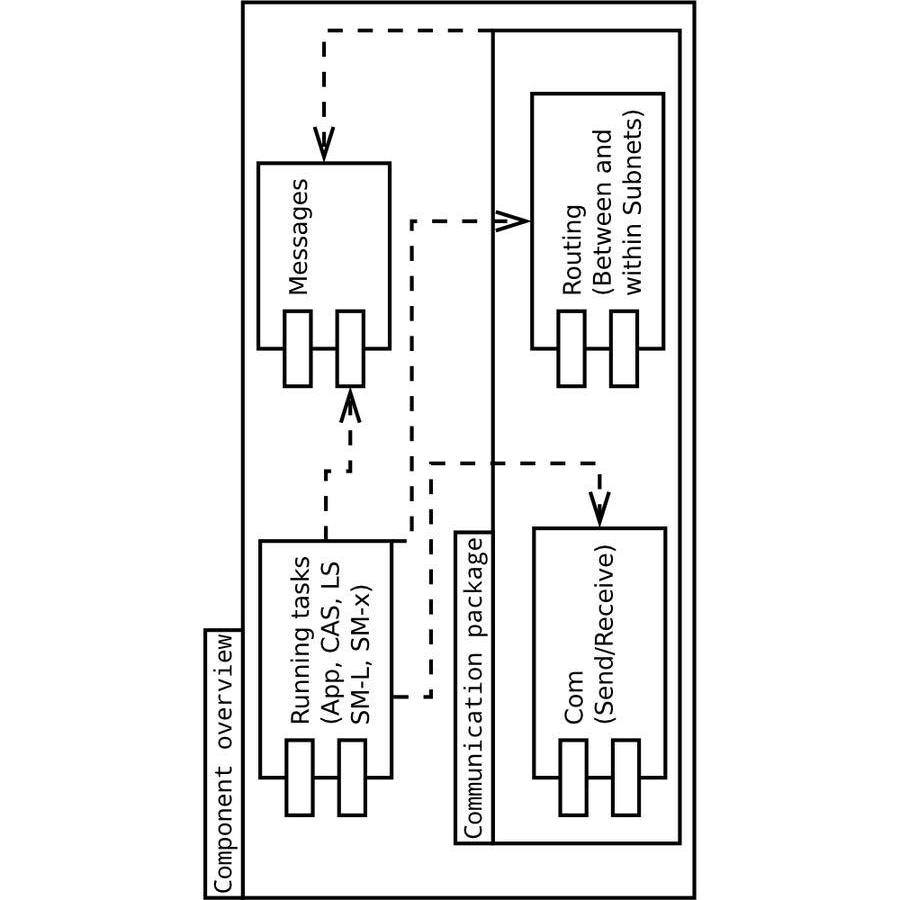 Component overview
Running tasks
(App, CAS, LS
SM-L, SM-x)
Messages
Communication package
Com
(Send/Receive)
Routing
(Between and
within Subnets)